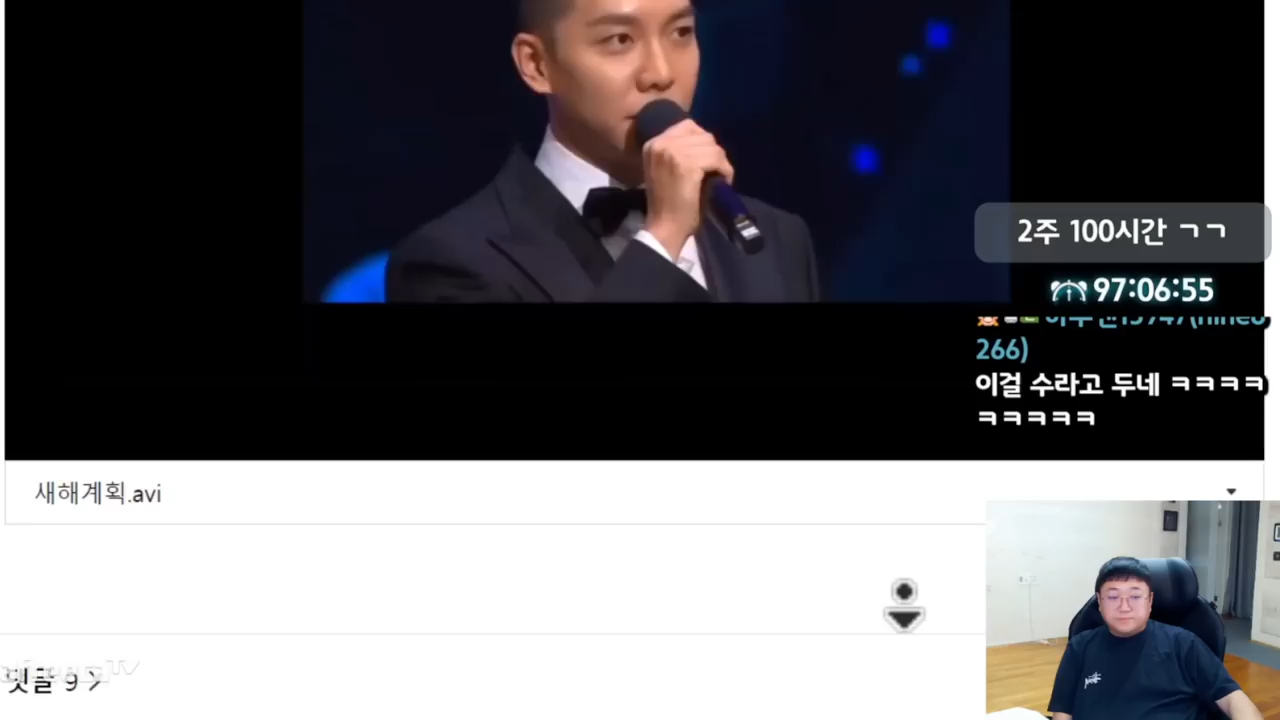 2주 100시간 ㄱㄱ
97:06:55
266)
이걸 수라고 두네 ㅋㅋㅋㅋ
ㅋㅋㅋㅋㅋ
새해계획.avi
댓글 9 >